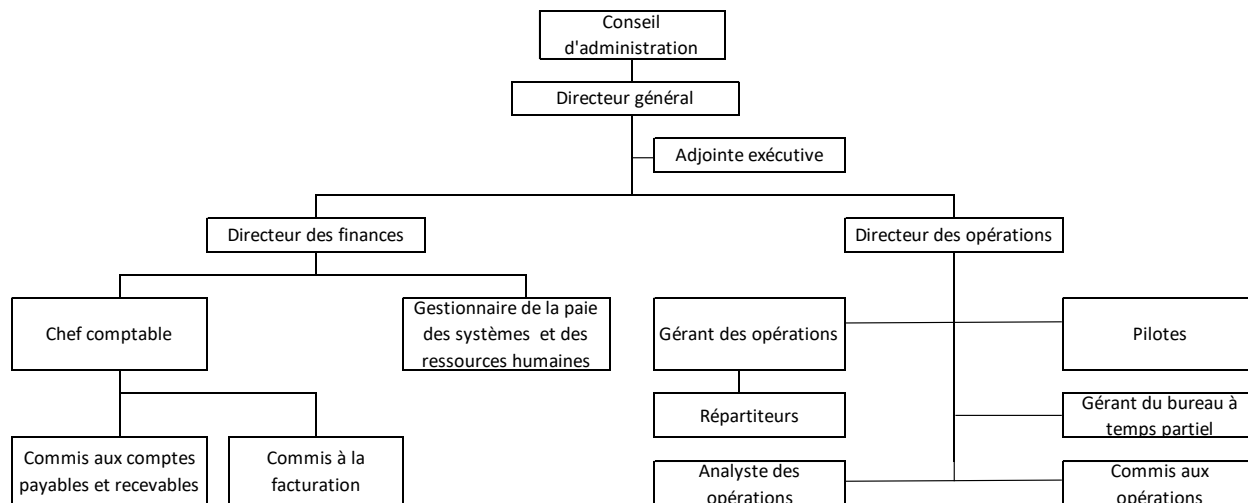 Conseil
d'administration
Directeur général
Adjointe exécutive
Directeur des finances
Directeur des opérations
Chef comptable
Gestionnaire de la paie
des systèmes et des
ressources humaines
Gérant des opérations
Pilotes
Répartiteurs
Gérant du bureau à
temps partiel
Commis aux comptes
payables et recevables
Commis à la
facturation
Analyste des
opérations
Commis aux
opérations